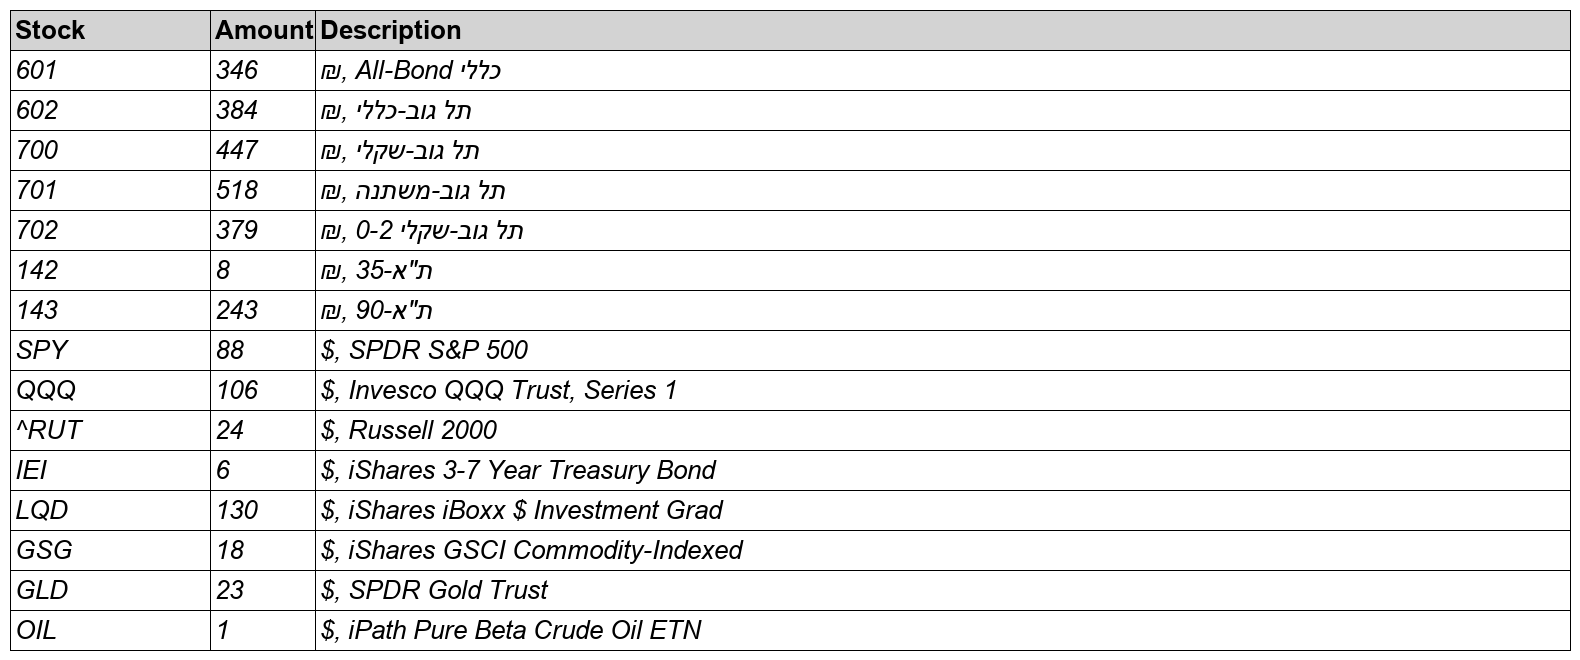 Stock Amount Description
601 346 ₪, All-Bond כללי
602 384 ₪, תל גוב-כללי
700 447 ₪, תל גוב-שקלי
701 518 ₪, תל גוב-משתנה
702 379 ₪, תל גוב-שקלי 0-2
142 8 ₪, ת"א-35
143 243 ₪, ת"א-90
SPY 88 $, SPDR S&P 500
QQQ 106 $, Invesco QQQ Trust, Series 1
^RUT 24 $, Russell 2000
IEI 6 $, iShares 3-7 Year Treasury Bond
LQD 130 $, iShares iBoxx $ Investment Grad
GSG 18 $, iShares GSCI Commodity-Indexed
GLD 23 $, SPDR Gold Trust
OIL 1 $, iPath Pure Beta Crude Oil ETN